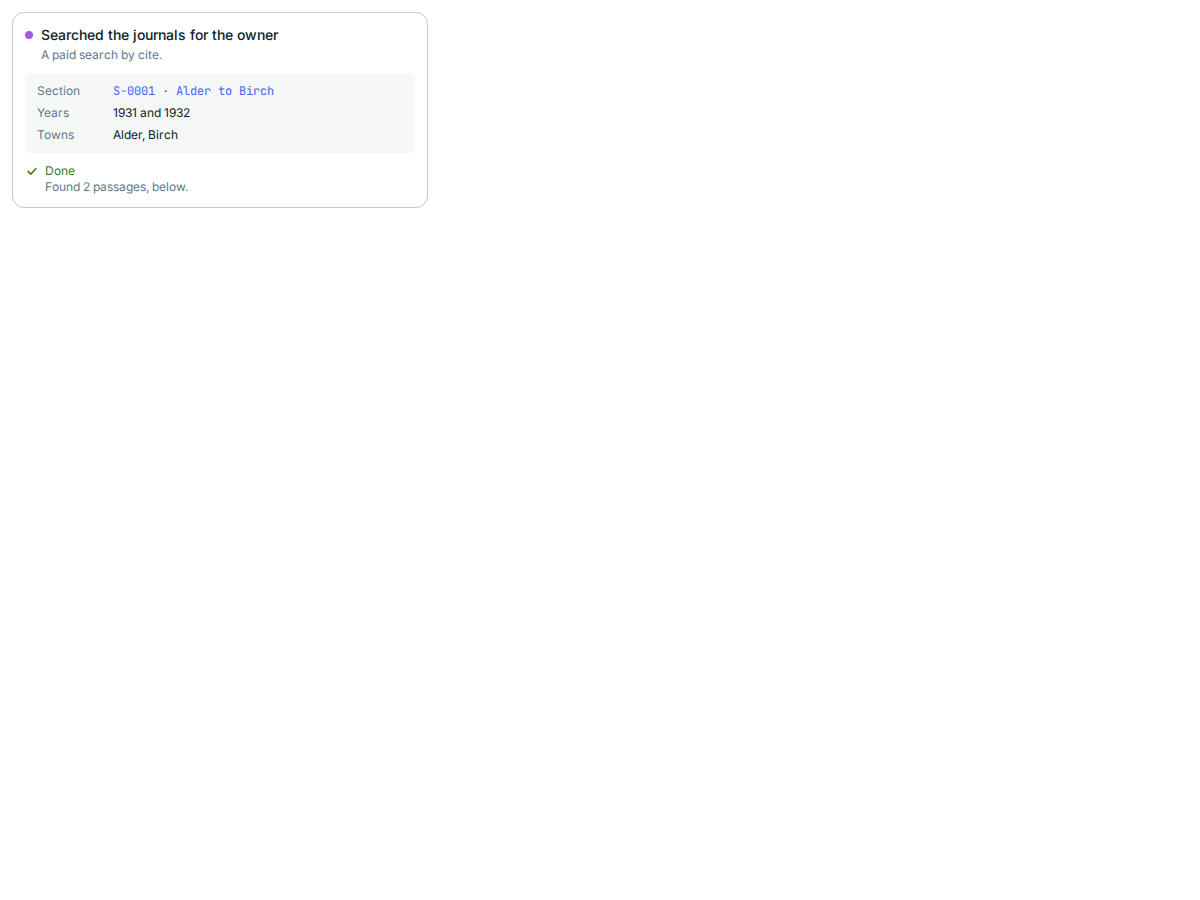 Searched the journals for the owner
A paid search by cite.
Section S-0001 · Alder to Birch
Years 1931 and 1932
Towns Alder, Birch
Done
Found 2 passages, below.